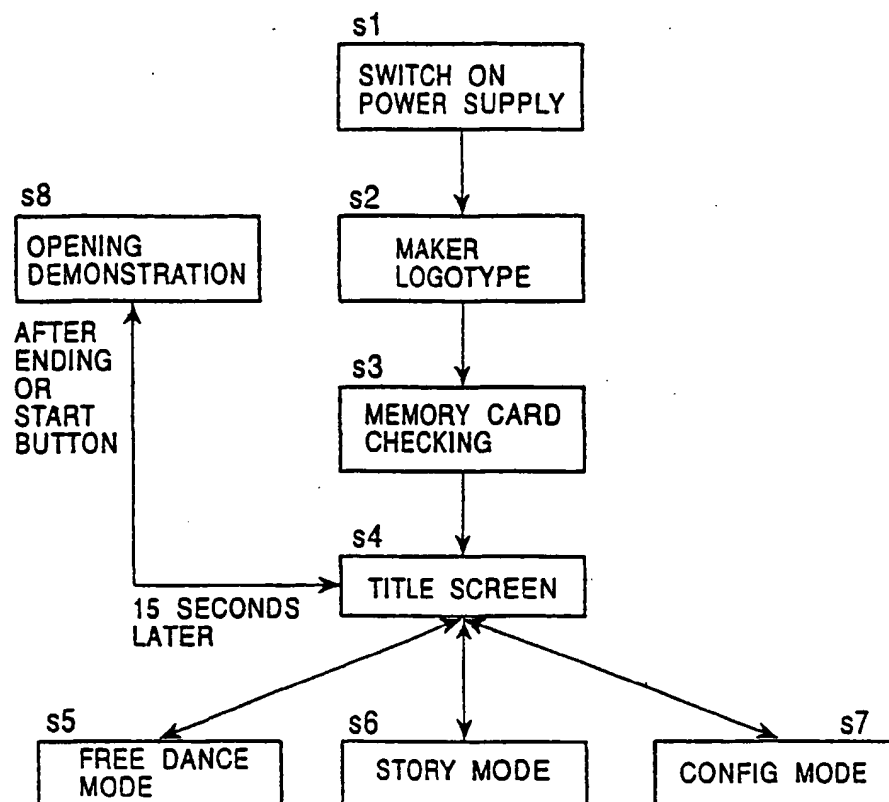 s1
SWITCH ON
POWER SUPPLY
s8
OPENING
DEMONSTRATION
s2
MAKER
LOGOTYPE
AFTER
ENDING
OR
START
BUTTON
s3
MEMORY CARD
CHECKING
s4
TITLE SCREEN
15 SECONDS
LATER
s5
FREE DANCE
MODE
s6
STORY MODE
s7
CONFIG MODE